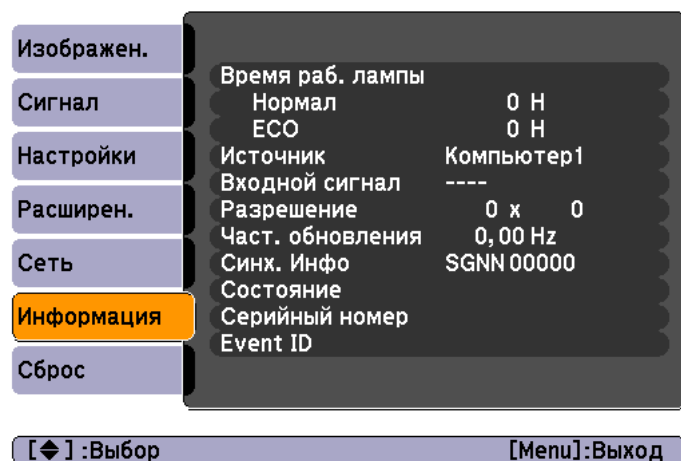 Изображен.
Сигнал
Настройки
Расширен.
Сеть
Информация
Сброс
Время раб. лампы
Нормал 0 H
ECO 0 H
Источник Компьютер1
Входной сигнал ----
Разрешение 0 x 0
Част. обновления 0,00 Hz
Синх. Инфо SGNN 00000
Состояние
Серийный номер
Event ID
[◆] :Выбор [Menu]:Выход